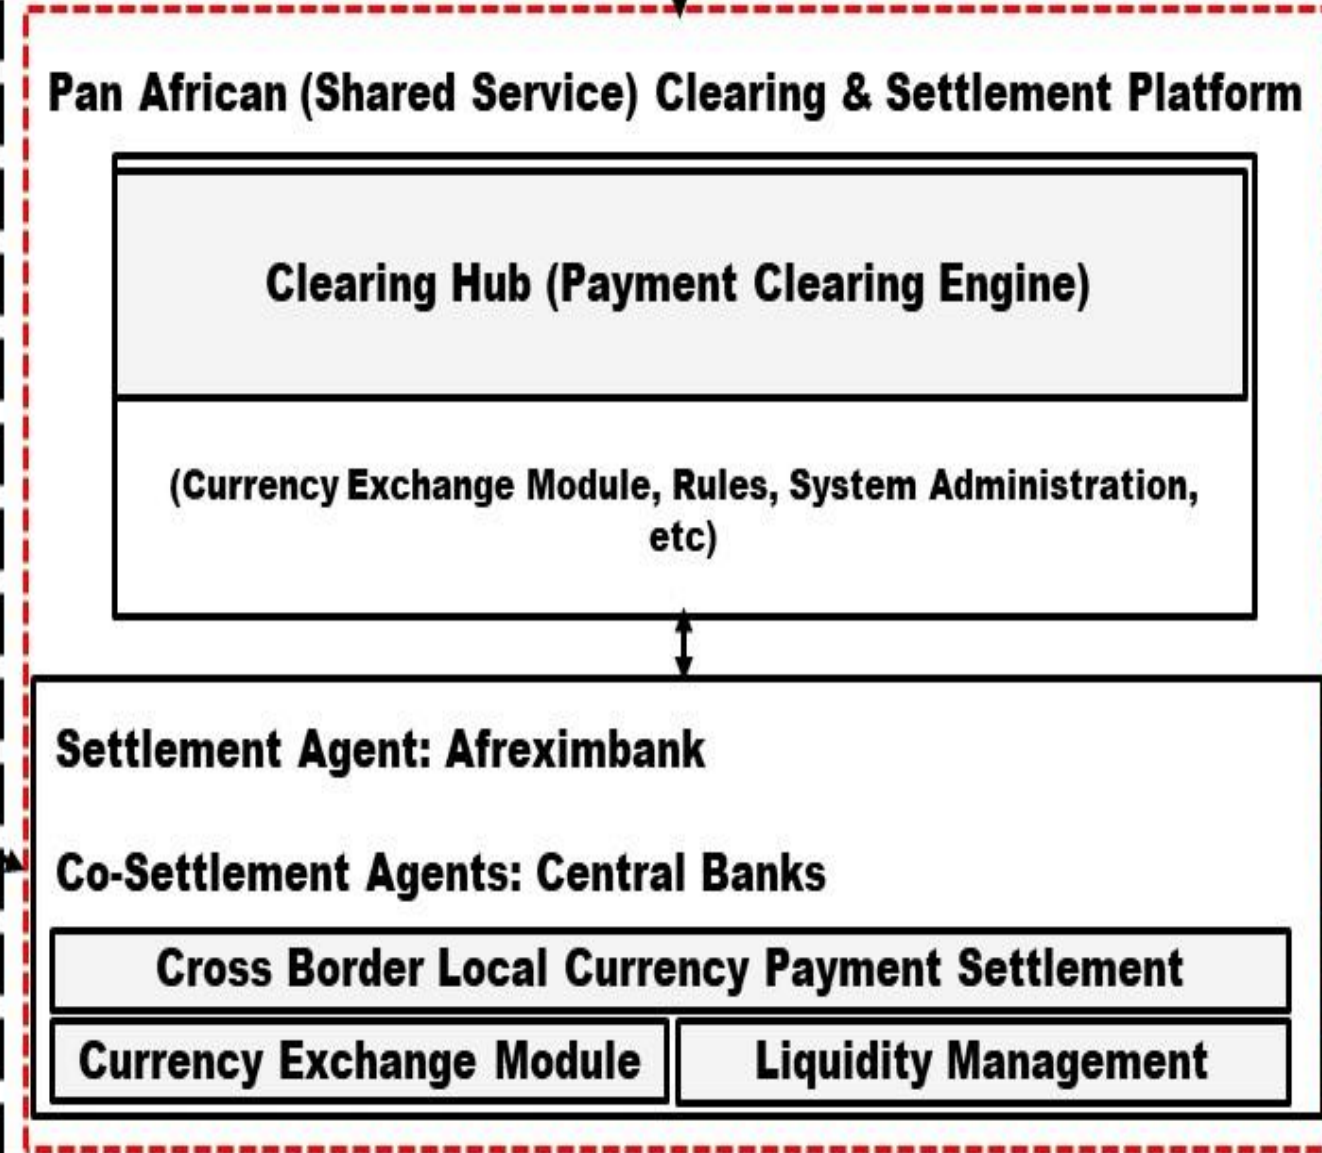 Pan African (Shared Service) Clearing & Settlement Platform
Clearing Hub (Payment Clearing Engine)
(Currency Exchange Module, Rules, System Administration,
etc)
Settlement Agent: Afreximbank
Co-Settlement Agents: Central Banks
Cross Border Local Currency Payment Settlement
Currency Exchange Module
Liquidity Management